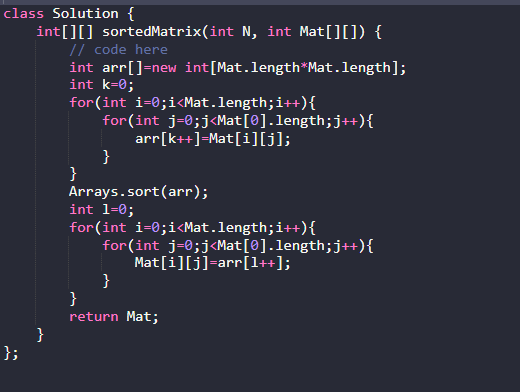 class Solution {
    int[][] sortedMatrix(int N, int Mat[][]) {
        // code here
        int arr[]=new int[Mat.length*Mat.length];
        int k=0;
        for(int i=0;i<Mat.length;i++){
            for(int j=0;j<Mat[0].length;j++){
                arr[k++]=Mat[i][j];
            }
        }
        Arrays.sort(arr);
        int l=0;
        for(int i=0;i<Mat.length;i++){
            for(int j=0;j<Mat[0].length;j++){
                Mat[i][j]=arr[l++];
            }
        }
        return Mat;
    }
};